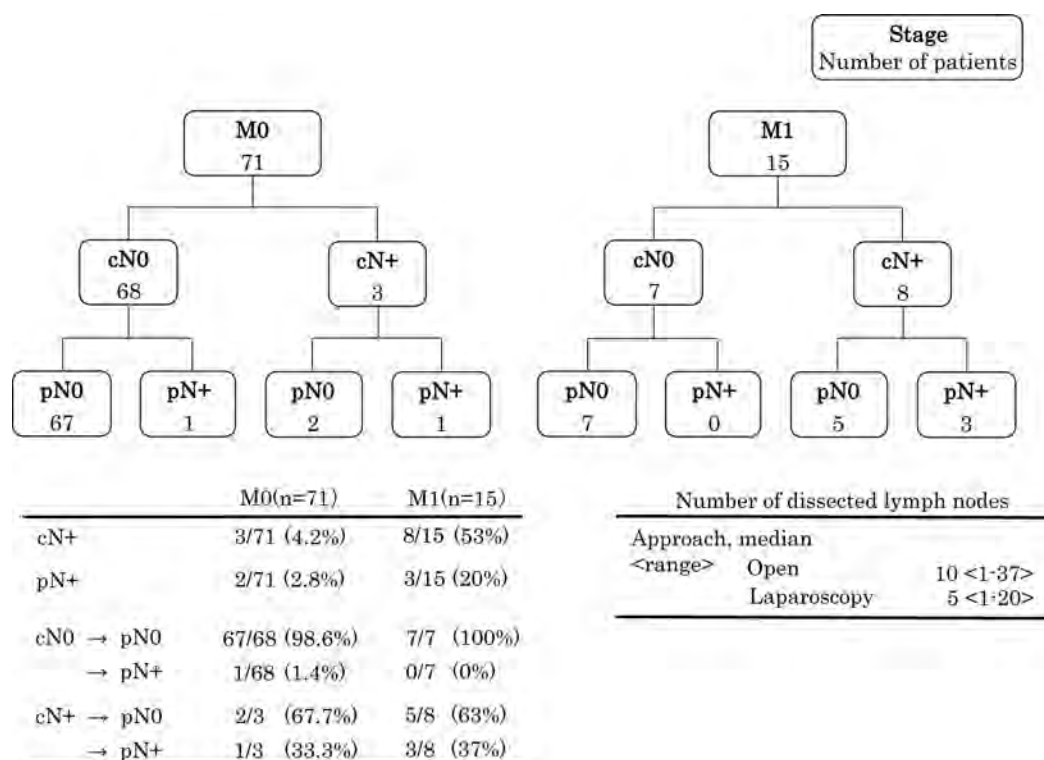 Stage
Number of patients
M0
71
M1
15
cN0
68
cN+
3
cN0
7
cN+
8
pN0
67
pN+
1
pN0
2
pN+
1
pN0
7
pN+
0
pN0
5
pN+
3
M0(n=71) M1(n=15)
cN+ 3/71 (4.2%) 8/15 (53%)
pN+ 2/71 (2.8%) 3/15 (20%)
cN0 → pN0 67/68 (98.6%) 7/7 (100%)
→ pN+ 1/68 (1.4%) 0/7 (0%)
cN+ → pN0 2/3 (67.7%) 5/8 (63%)
→ pN+ 1/3 (33.3%) 3/8 (37%)
Number of dissected lymph nodes
Approach, median
<range> Open 10 <1-37>
Laparoscopy 5 <1-20>